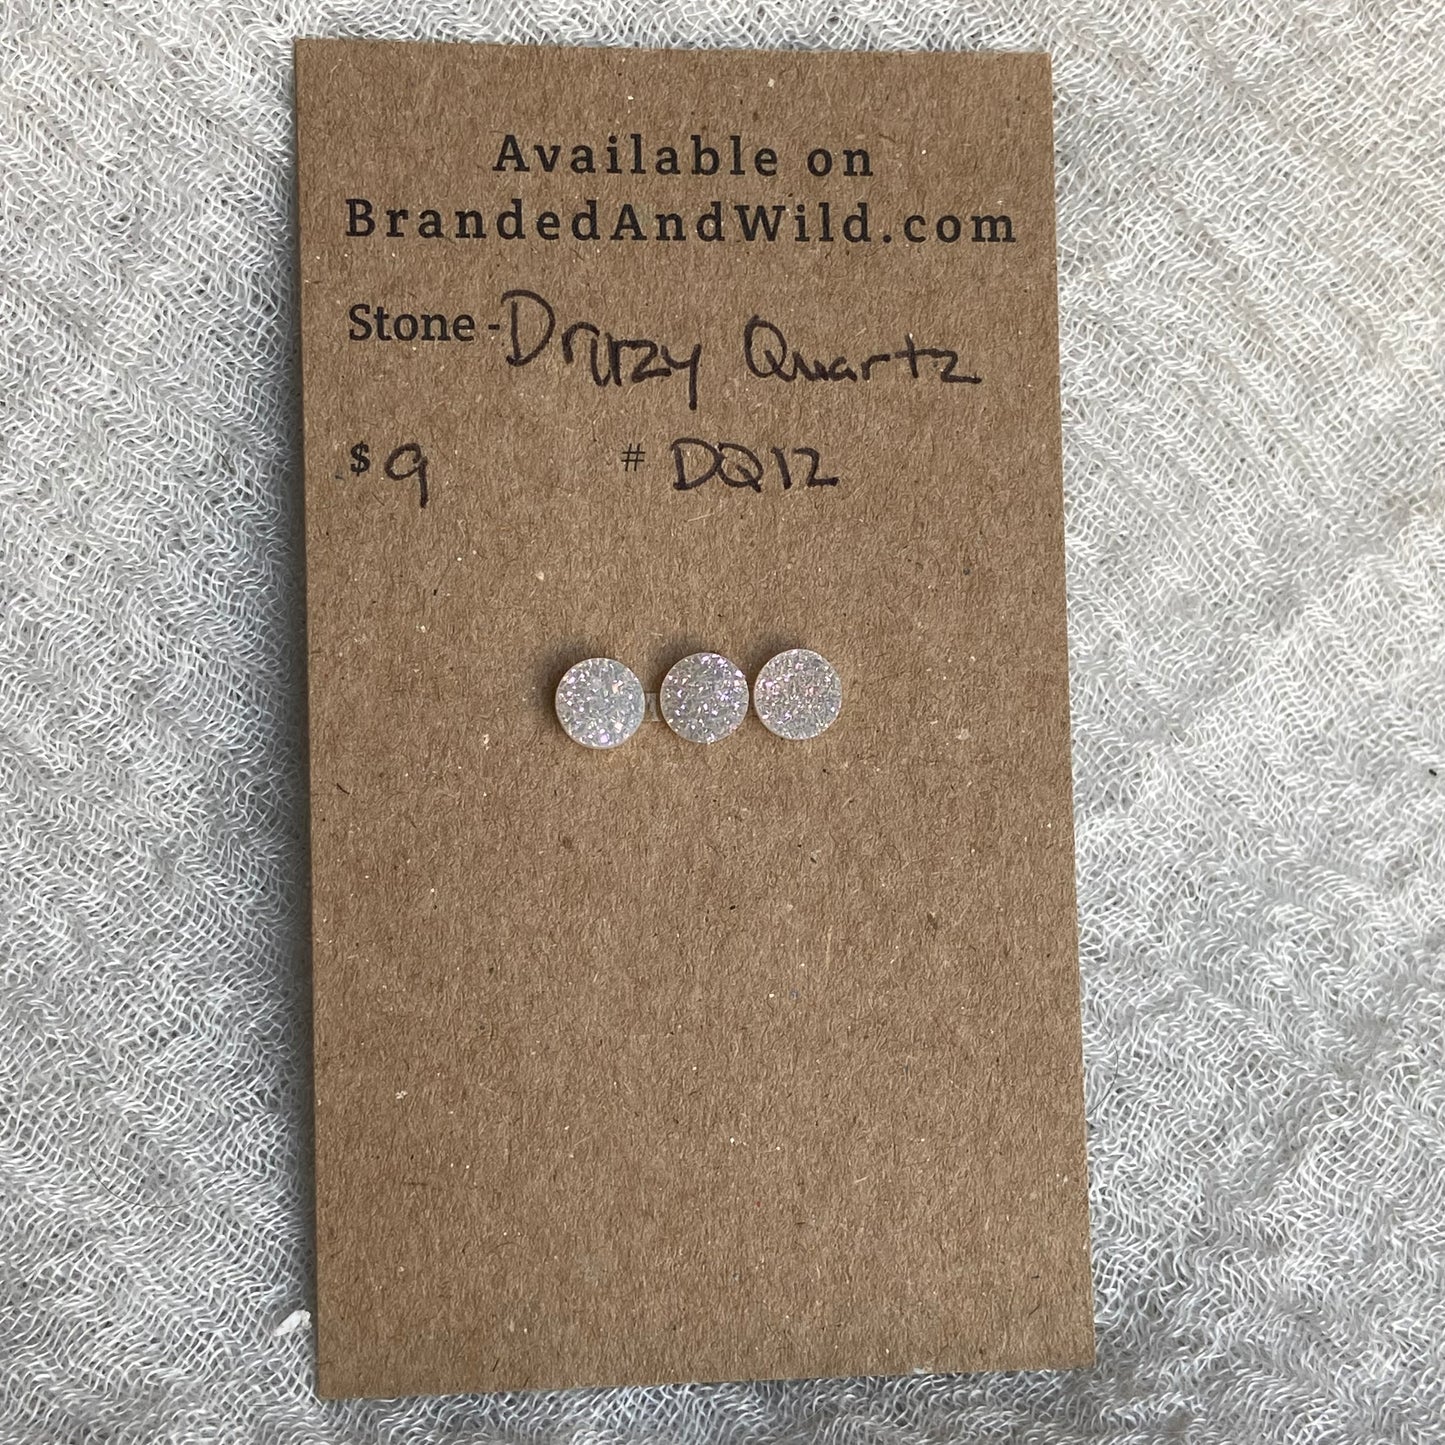 Available on
BrandedAndWild.com
Stone - Druzy Quartz
$ 9 # DQ12